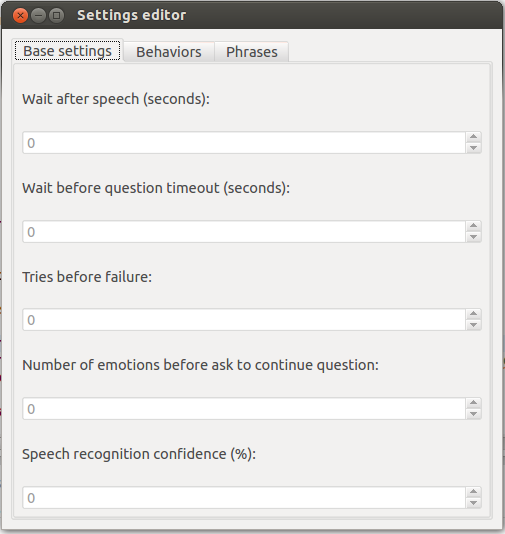 Settings editor
Base settings Behaviors Phrases
Wait after speech (seconds):
0
Wait before question timeout (seconds):
0
Tries before failure:
0
Number of emotions before ask to continue question:
0
Speech recognition confidence (%):
0